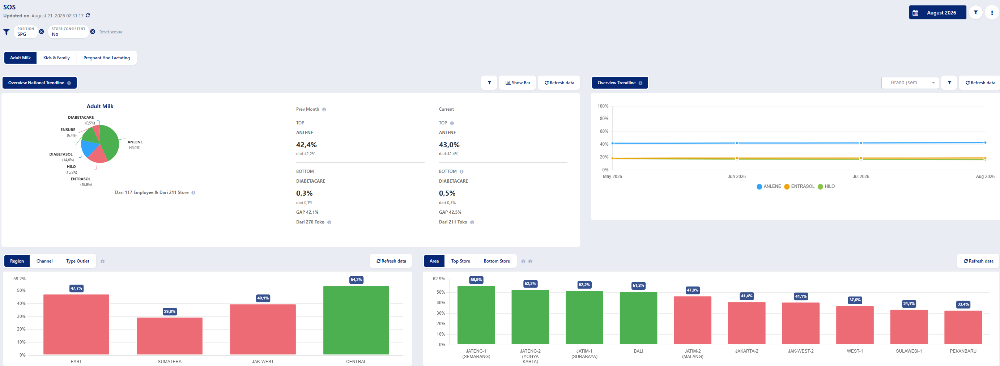 SOS
Updated on August 21, 2026 02:31:17
August 2026
POSITION
SPG
STORE CONSISTENT
No
Reset semua
Adult Milk
Kids & Family
Pregnant And Lactating
Overview National Trendline
Show Bar
Refresh data
Adult Milk
DIABETACARE
(0,5%)
ENSURE
(6,4%)
DIABETASOL
(14,8%)
HILO
(16,5%)
ENTRASOL
(18,8%)
ANLENE
(43,0%)
Dari 117 Employee & Dari 211 Store
Prev Month
TOP
ANLENE
42,4%
dari 42,2%
BOTTOM
DIABETACARE
0,3%
dari 0,1%
GAP 42,1%
Dari 270 Toko
Current
TOP
ANLENE
43,0%
dari 42,4%
BOTTOM
DIABETACARE
0,5%
dari 0,3%
GAP 42,5%
Dari 211 Toko
Overview Trendline
-- Brand (sem...
Refresh data
100%
80%
60%
40%
20%
0%
May 2026
Jun 2026
Jul 2026
Aug 2026
ANLENE
ENTRASOL
HILO
Region
Channel
Type Outlet
Refresh data
59.2%
50%
40%
30%
20%
10%
0%
47,7%
29,8%
40,1%
54,2%
EAST
SUMATERA
JAK-WEST
CENTRAL
Area
Top Store
Bottom Store
Refresh data
62.9%
50%
40%
30%
20%
10%
0%
56,9%
53,2%
52,2%
51,2%
47,0%
41,4%
41,1%
37,6%
34,1%
33,4%
JATENG-1
(SEMARANG)
JATENG-2
(YOGYA
KARTA)
JATIM-1
(SURABAYA)
BALI
JATIM-2
(MALANG)
JAKARTA-2
JAK-WEST-2
WEST-1
SULAWESI-1
PEKANBARU